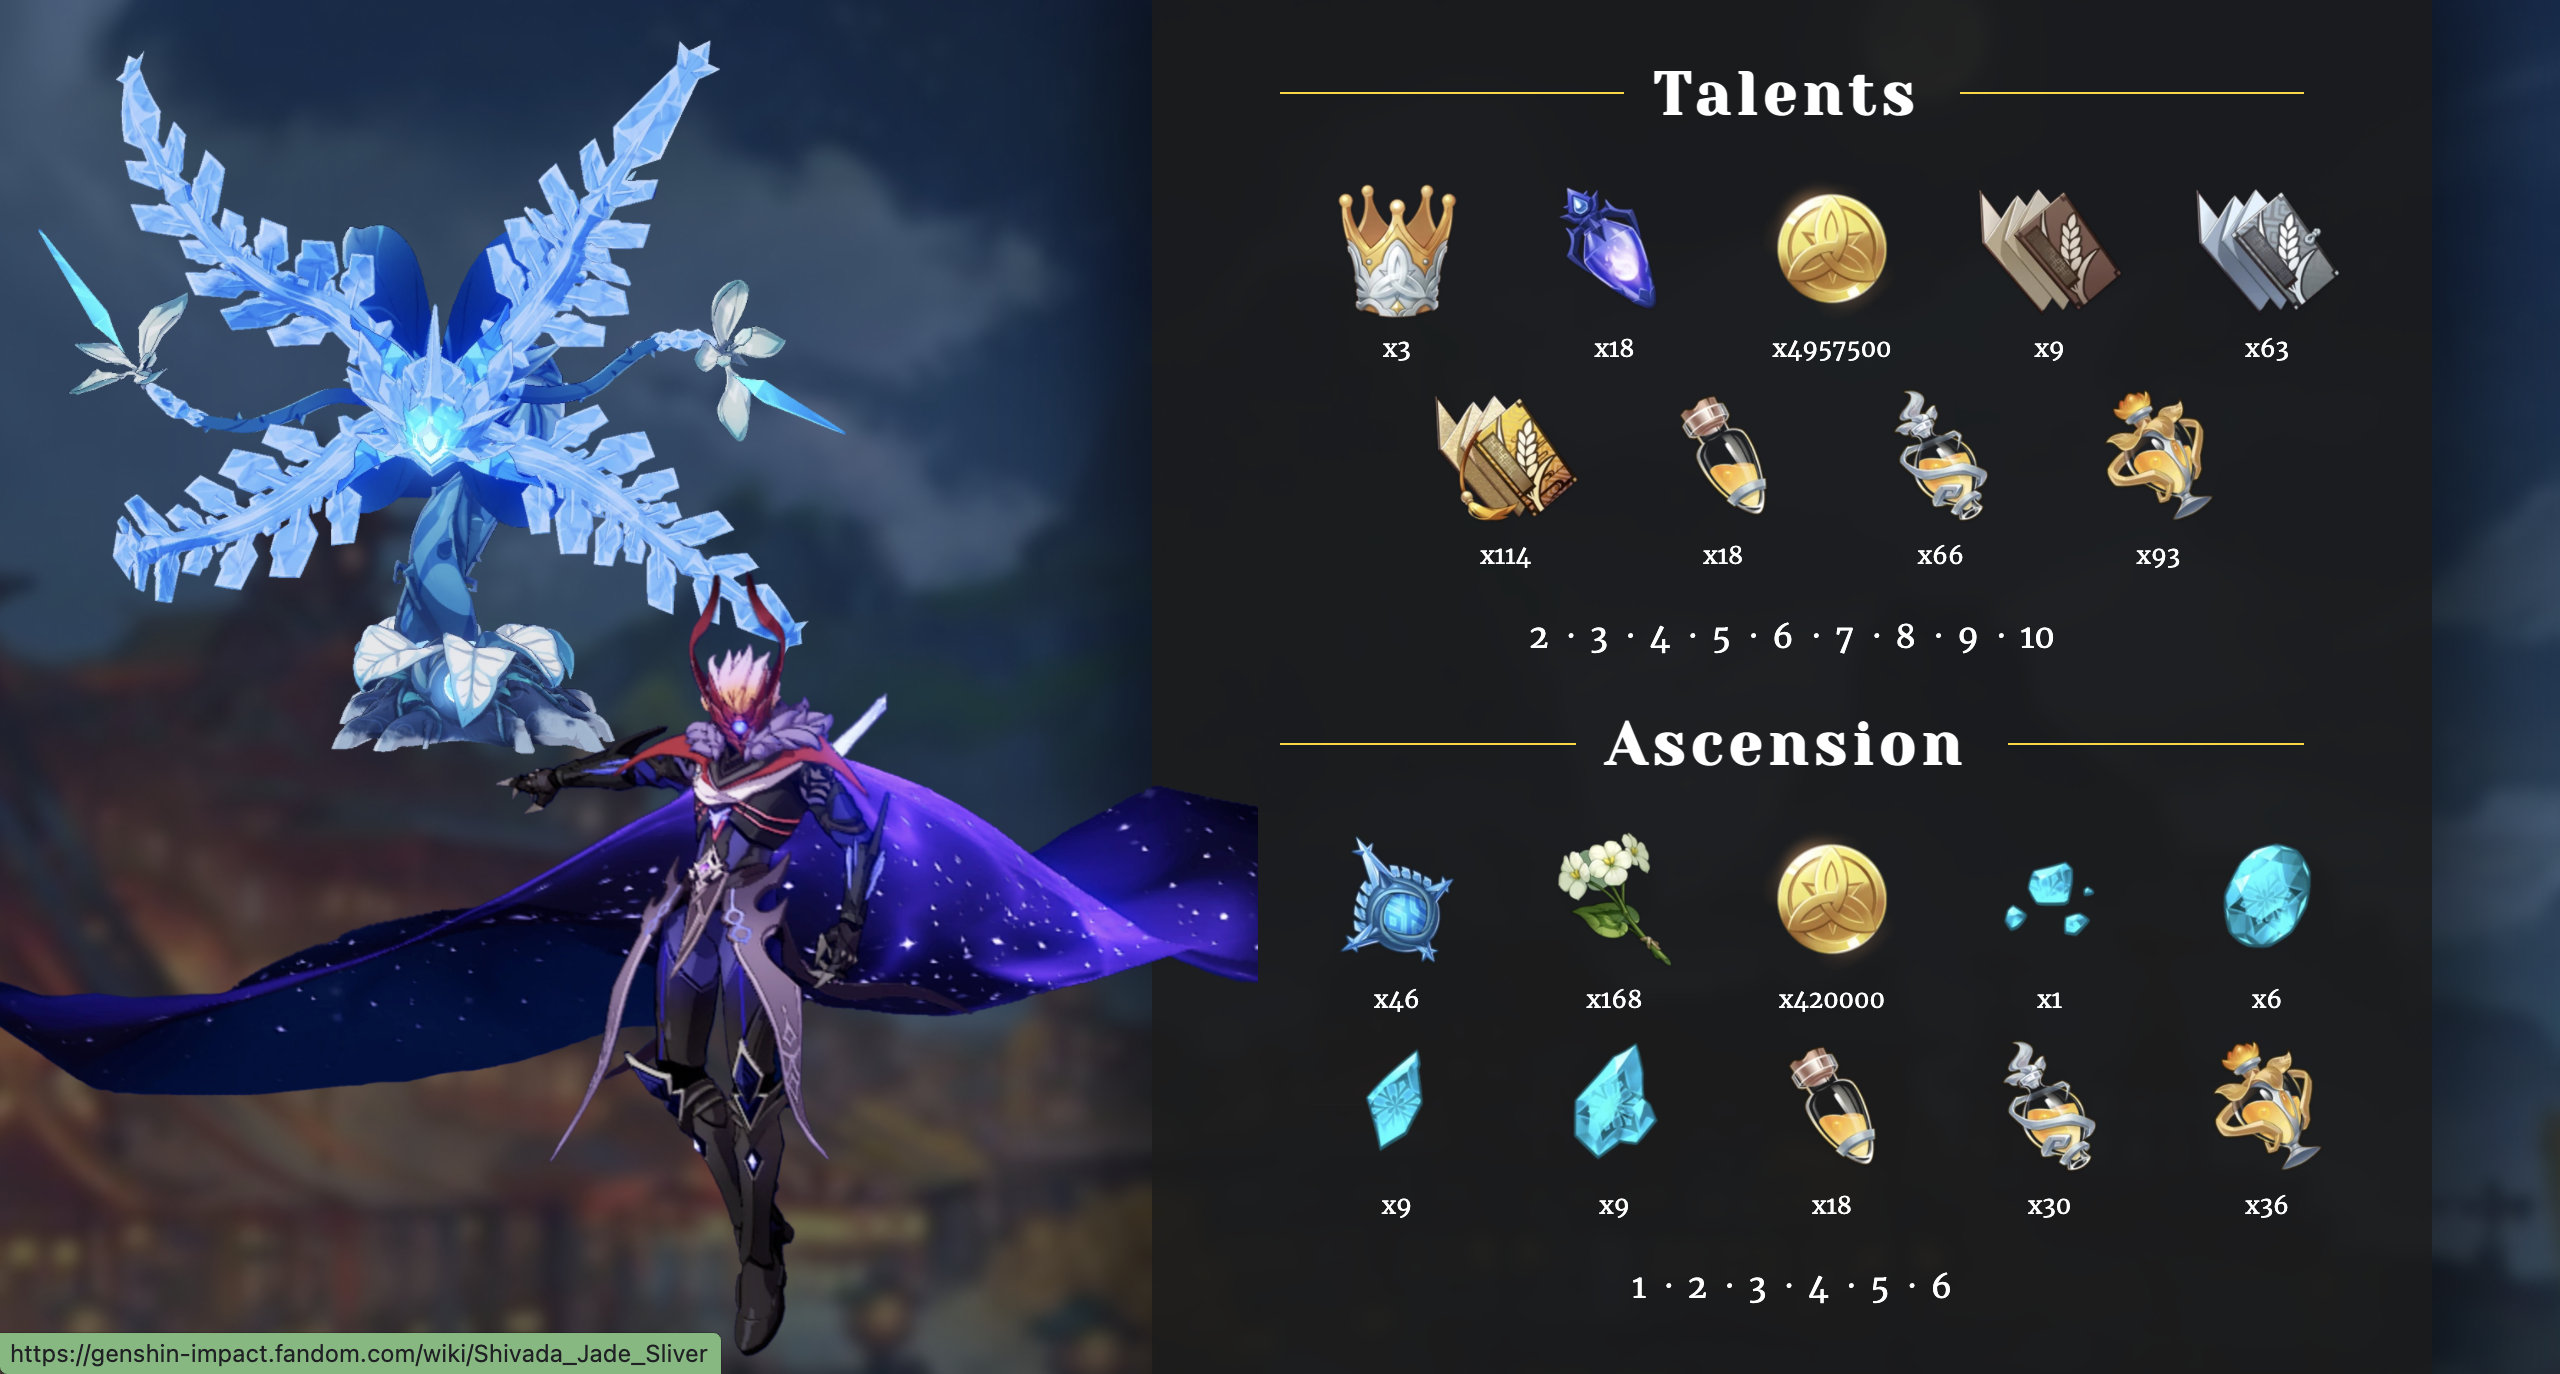 Talents
x3 x18 x4957500 x9 x63
x114 x18 x66 x93
2 · 3 · 4 · 5 · 6 · 7 · 8 · 9 · 10
Ascension
x46 x168 x420000 x1 x6
x9 x9 x18 x30 x36
1 · 2 · 3 · 4 · 5 · 6
https://genshin-impact.fandom.com/wiki/Shivada_Jade_Sliver